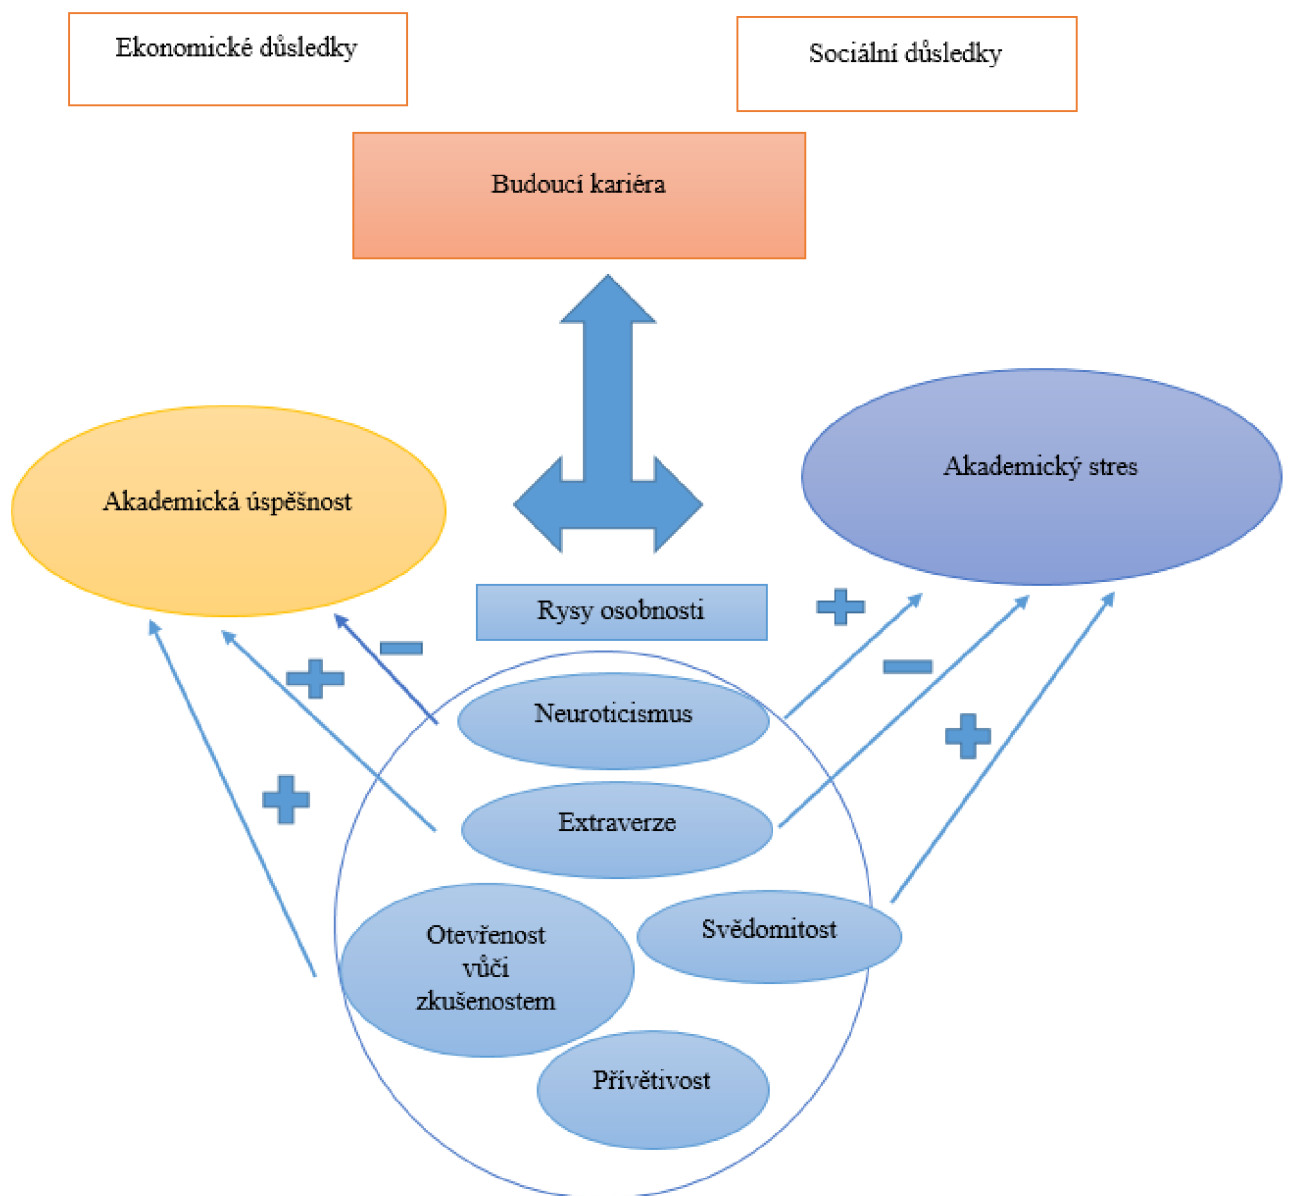 Ekonomické důsledky
Sociální důsledky
Budoucí kariéra
Akademická úspěšnost
Akademický stres
Rysy osobnosti
Neuroticismus
Extraverze
Otevřenost
vůči
zkušenostem
Svědomitost
Přívětivost